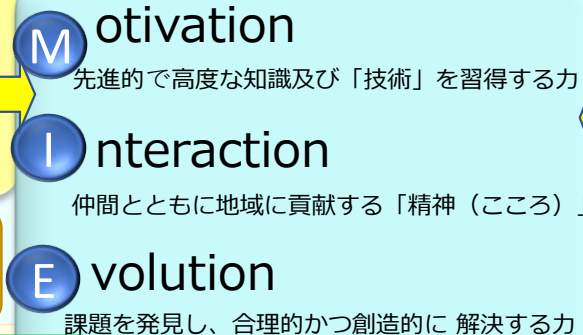 Motivation
先進的で高度な知識及び「技術」を習得する力
Interaction
仲間とともに地域に貢献する「精神（こころ）」
Evolution
課題を発見し、合理的かつ創造的に 解決する力